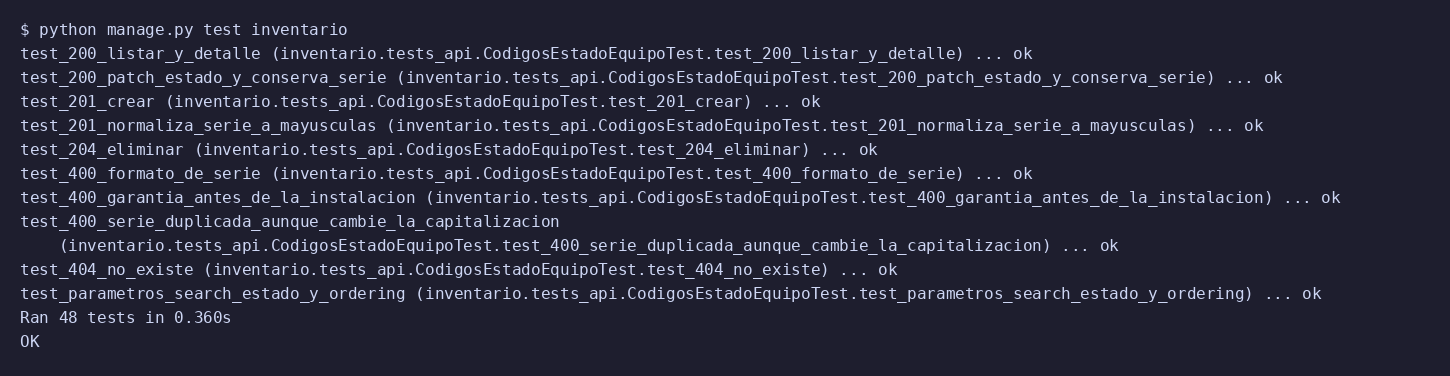 $ python manage.py test inventario
test_200_listar_y_detalle (inventario.tests_api.CodigosEstadoEquipoTest.test_200_listar_y_detalle) ... ok
test_200_patch_estado_y_conserva_serie (inventario.tests_api.CodigosEstadoEquipoTest.test_200_patch_estado_y_conserva_serie) ... ok
test_201_crear (inventario.tests_api.CodigosEstadoEquipoTest.test_201_crear) ... ok
test_201_normaliza_serie_a_mayusculas (inventario.tests_api.CodigosEstadoEquipoTest.test_201_normaliza_serie_a_mayusculas) ... ok
test_204_eliminar (inventario.tests_api.CodigosEstadoEquipoTest.test_204_eliminar) ... ok
test_400_formato_de_serie (inventario.tests_api.CodigosEstadoEquipoTest.test_400_formato_de_serie) ... ok
test_400_garantia_antes_de_la_instalacion (inventario.tests_api.CodigosEstadoEquipoTest.test_400_garantia_antes_de_la_instalacion) ... ok
test_400_serie_duplicada_aunque_cambie_la_capitalizacion
    (inventario.tests_api.CodigosEstadoEquipoTest.test_400_serie_duplicada_aunque_cambie_la_capitalizacion) ... ok
test_404_no_existe (inventario.tests_api.CodigosEstadoEquipoTest.test_404_no_existe) ... ok
test_parametros_search_estado_y_ordering (inventario.tests_api.CodigosEstadoEquipoTest.test_parametros_search_estado_y_ordering) ... ok
Ran 48 tests in 0.360s
OK